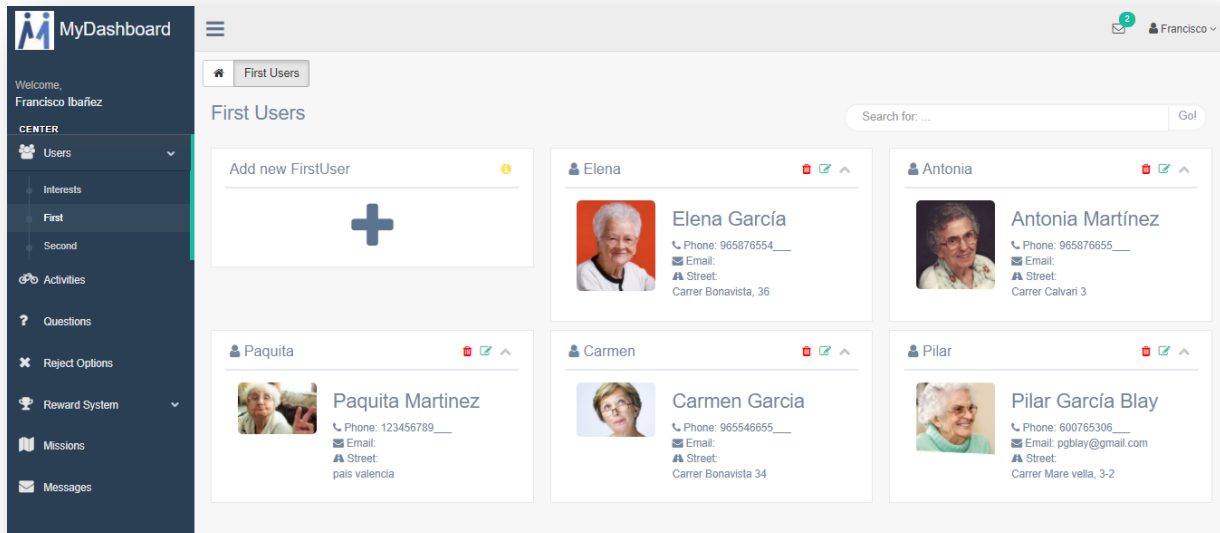 MyDashboard
2
Francisco
Welcome,
Francisco Ibañez
CENTER
Users
Interests
First
Second
Activities
Questions
Reject Options
Reward System
Missions
Messages
First Users
First Users
Search for: ...
Go!
Add new FirstUser
Elena
Elena García
Phone: 965876554___
Email:
Street:
Carrer Bonavista, 36
Antonia
Antonia Martínez
Phone: 965876655___
Email:
Street:
Carrer Calvari 3
Paquita
Paquita Martinez
Phone: 123456789___
Email:
Street:
pais valencia
Carmen
Carmen Garcia
Phone: 965546655___
Email:
Street:
Carrer Bonavista 34
Pilar
Pilar García Blay
Phone: 600765306___
Email: pgblay@gmail.com
Street:
Carrer Mare vella, 3-2